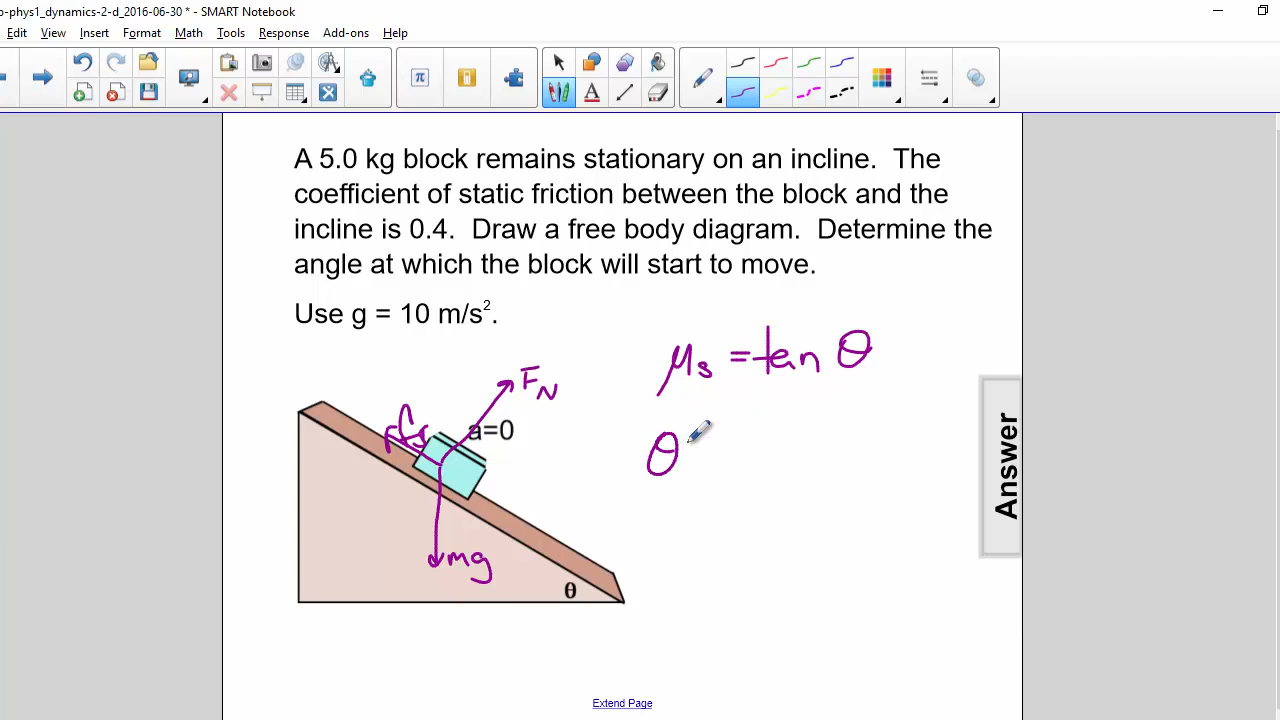 o-phys1_dynamics-2-d_2016-06-30 * - SMART Notebook
Edit View Insert Format Math Tools Response Add-ons Help
A 5.0 kg block remains stationary on an incline. The
coefficient of static friction between the block and the
incline is 0.4. Draw a free body diagram. Determine the
angle at which the block will start to move.
Use g = 10 m/s².
μs = tan θ
FN
fs
a=0
θ
mg
θ
Answer
Extend Page